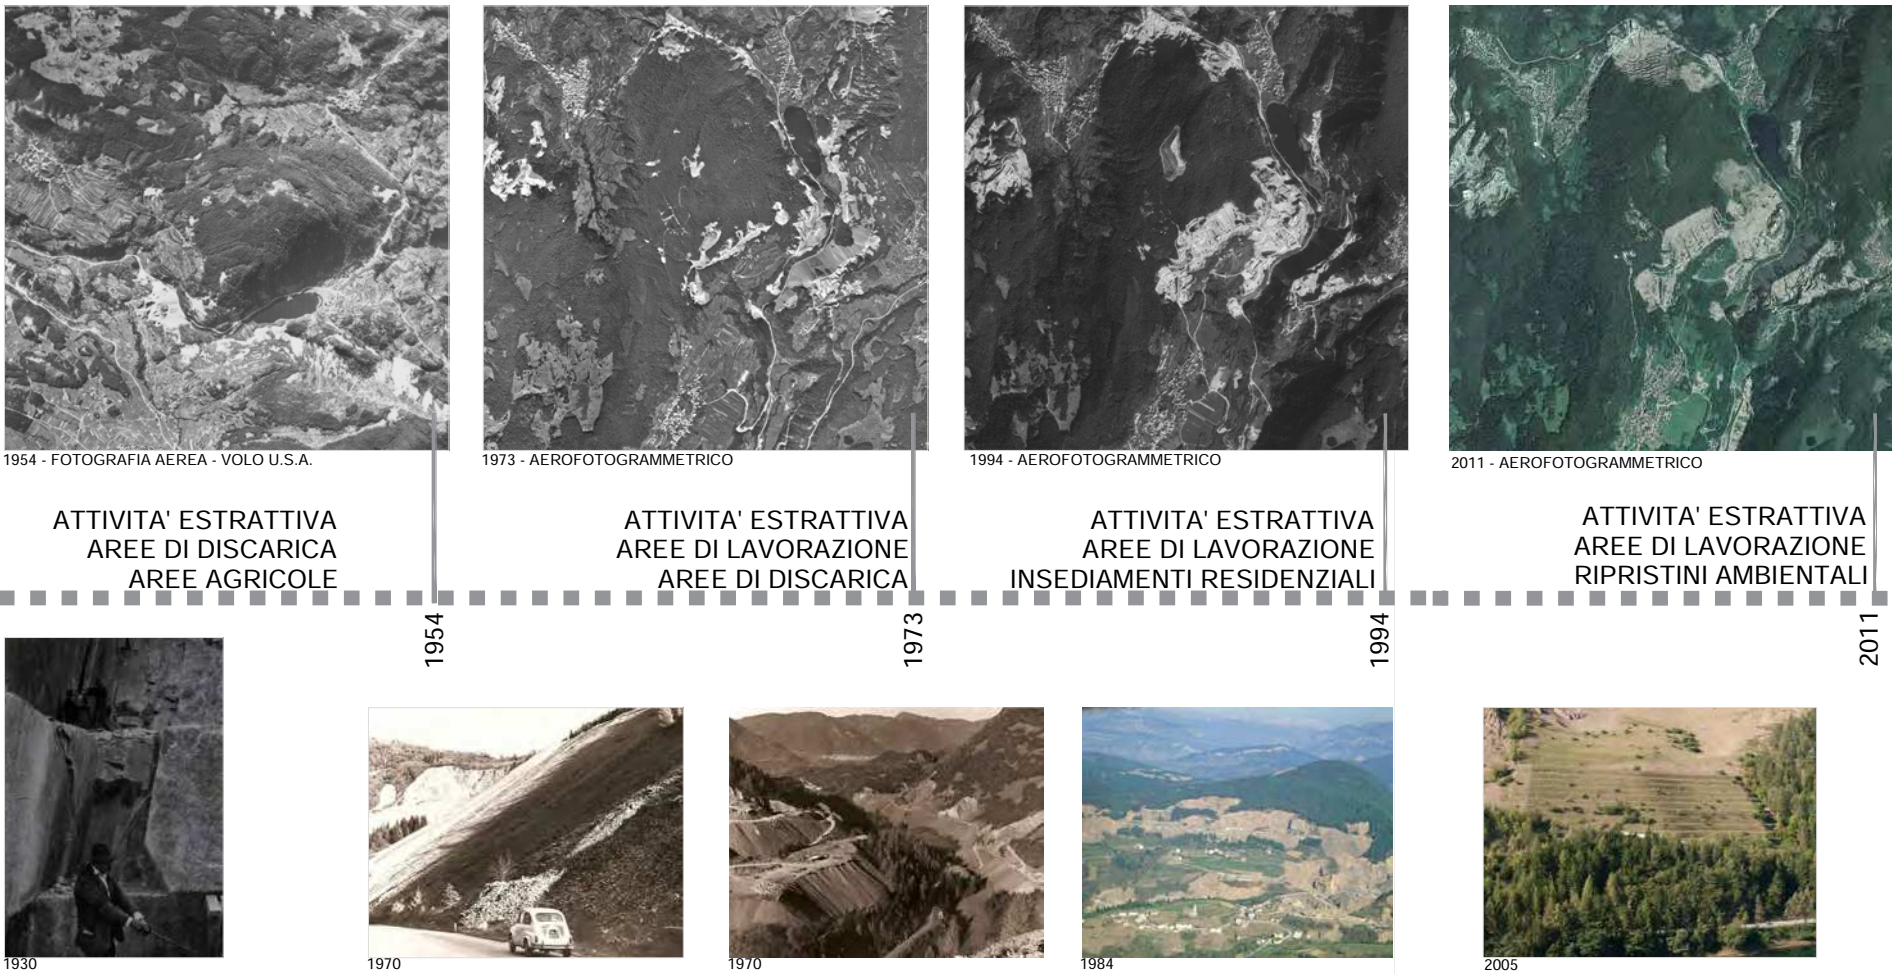 1954 - FOTOGRAFIA AEREA - VOLO U.S.A.
1973 - AEROFOTOGRAMMETRICO
1994 - AEROFOTOGRAMMETRICO
2011 - AEROFOTOGRAMMETRICO
ATTIVITA' ESTRATTIVA
AREE DI DISCARICA
AREE AGRICOLE
ATTIVITA' ESTRATTIVA
AREE DI LAVORAZIONE
AREE DI DISCARICA
ATTIVITA' ESTRATTIVA
AREE DI LAVORAZIONE
INSEDIAMENTI RESIDENZIALI
ATTIVITA' ESTRATTIVA
AREE DI LAVORAZIONE
RIPRISTINI AMBIENTALI
1954
1973
1994
2011
1930
1970
1970
1984
2005